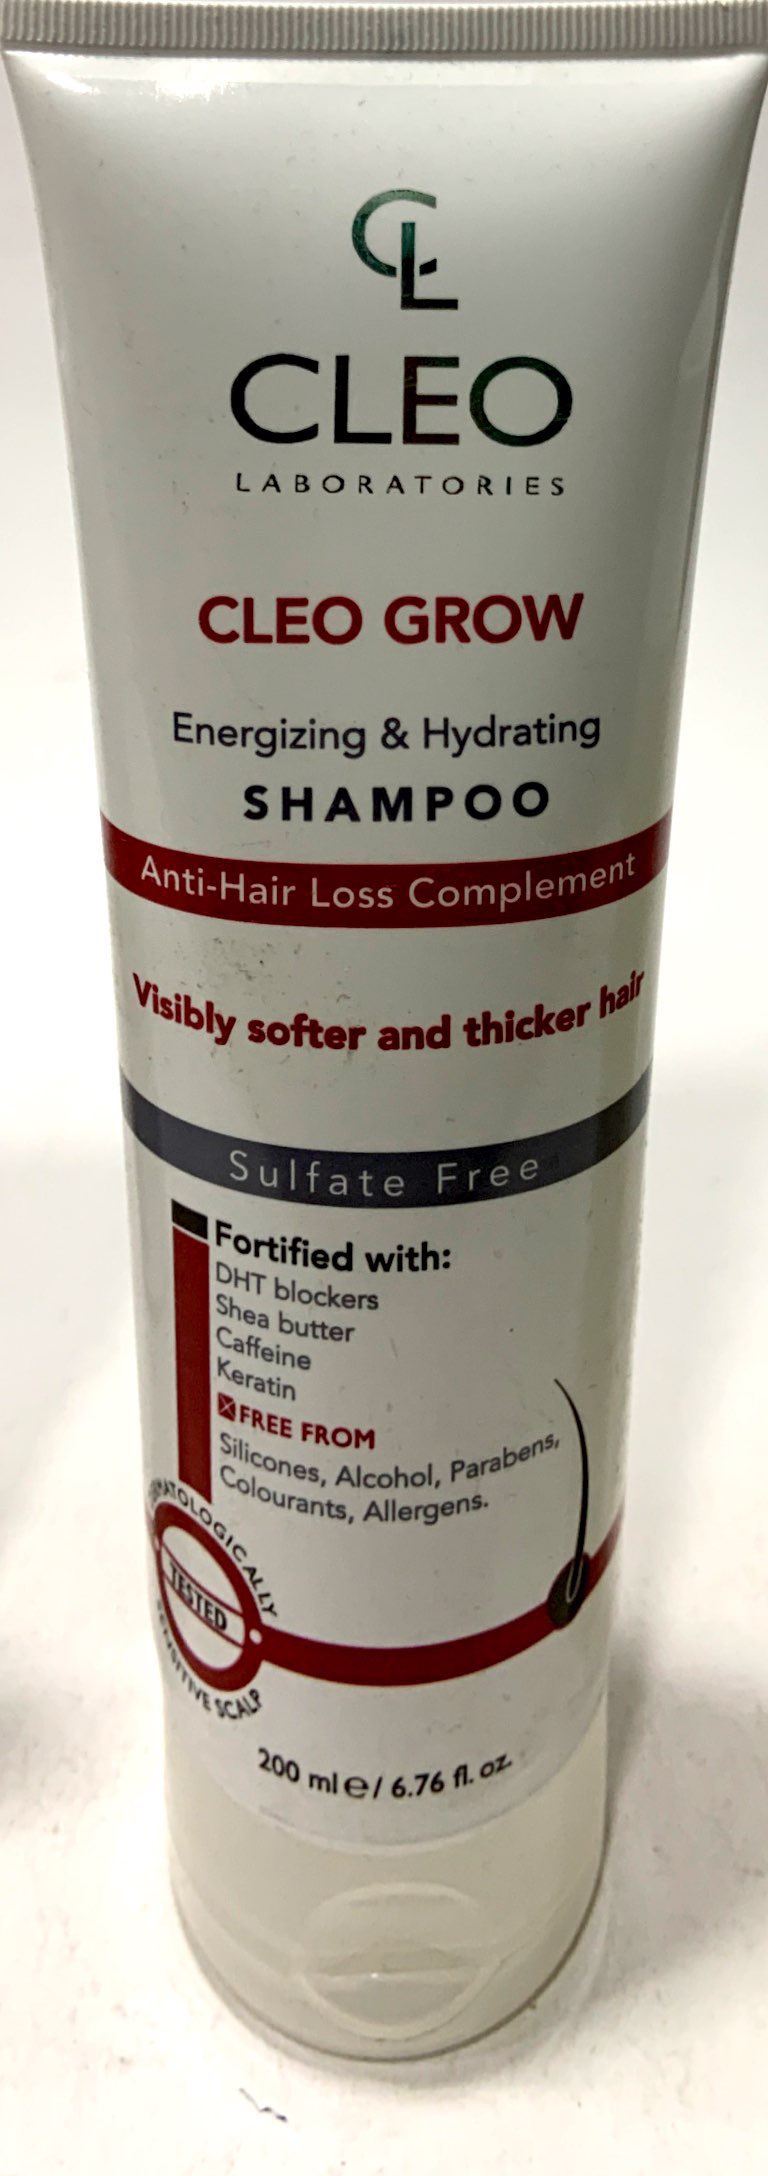 CL
CLEO
LABORATORIES
CLEO GROW
Energizing & Hydrating
SHAMPOO
Anti-Hair Loss Complement
Visibly softer and thicker hair
Sulfate Free
Fortified with:
DHT blockers
Shea butter
Caffeine
Keratin
FREE FROM
Silicones, Alcohol, Parabens,
Colourants, Allergens.
TESTED
SCALP
200 ml e / 6.76 fl. oz.